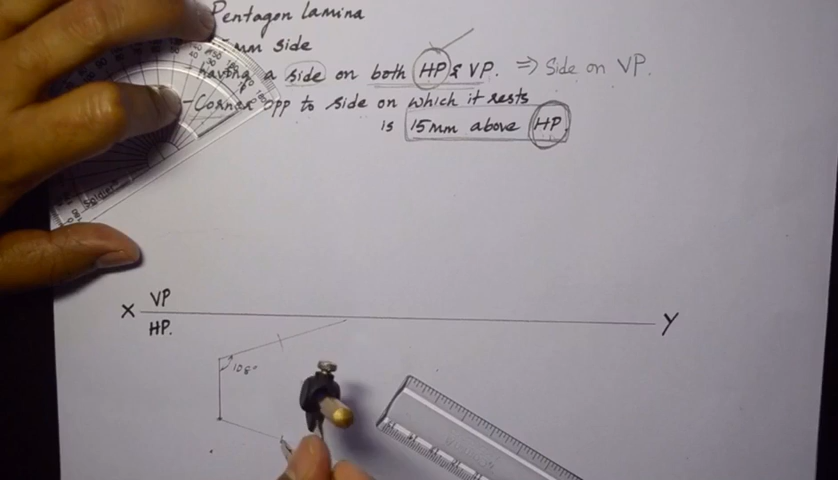 Pentagon lamina
5mm side
having a side on both HP & VP. ⇒ Side on VP.
-Corner opp to side on which it rests
is 15mm above HP.
X VP
HP. Y
108°